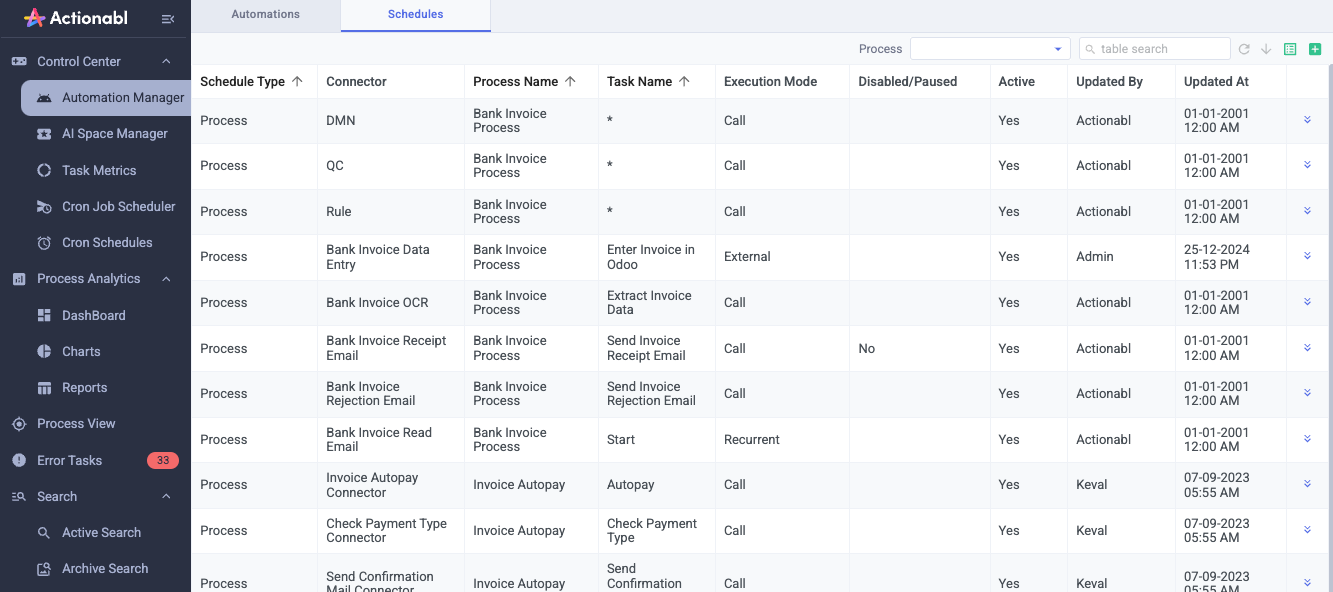 Actionabl
Control Center
Automation Manager
AI Space Manager
Task Metrics
Cron Job Scheduler
Cron Schedules
Process Analytics
DashBoard
Charts
Reports
Process View
Error Tasks 33
Search
Active Search
Archive Search
Automations Schedules
Process table search
Schedule Type Connector Process Name Task Name Execution Mode Disabled/Paused Active Updated By Updated At
Process DMN Bank Invoice Process * Call Yes Actionabl 01-01-2001 12:00 AM
Process QC Bank Invoice Process * Call Yes Actionabl 01-01-2001 12:00 AM
Process Rule Bank Invoice Process * Call Yes Actionabl 01-01-2001 12:00 AM
Process Bank Invoice Data Entry Bank Invoice Process Enter Invoice in Odoo External Yes Admin 25-12-2024 11:53 PM
Process Bank Invoice OCR Bank Invoice Process Extract Invoice Data Call Yes Actionabl 01-01-2001 12:00 AM
Process Bank Invoice Receipt Email Bank Invoice Process Send Invoice Receipt Email Call No Yes Actionabl 01-01-2001 12:00 AM
Process Bank Invoice Rejection Email Bank Invoice Process Send Invoice Rejection Email Call Yes Actionabl 01-01-2001 12:00 AM
Process Bank Invoice Read Email Bank Invoice Process Start Recurrent Yes Actionabl 01-01-2001 12:00 AM
Process Invoice Autopay Connector Invoice Autopay Autopay Call Yes Keval 07-09-2023 05:55 AM
Process Check Payment Type Connector Invoice Autopay Check Payment Type Call Yes Keval 07-09-2023 05:55 AM
Process Send Confirmation Mail Connector Invoice Autopay Send Confirmation Call Yes Keval 07-09-2023 05:55 AM